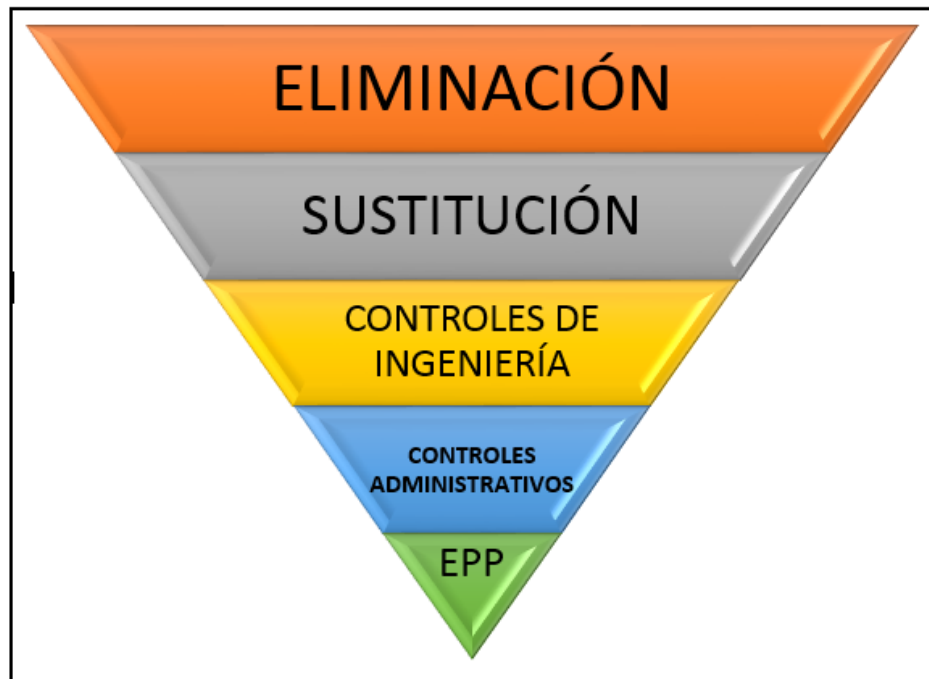 ELIMINACIÓN
SUSTITUCIÓN
CONTROLES DE
INGENIERÍA
CONTROLES
ADMINISTRATIVOS
EPP